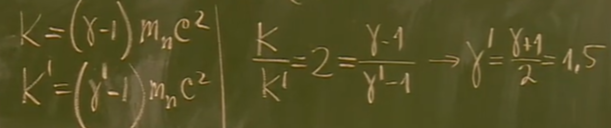 K=(γ-1)mₙc²
K'=(γ'-1)mₙc²
K/K' = 2 = (γ-1)/(γ'-1) → γ' = (γ+1)/2 = 1,5